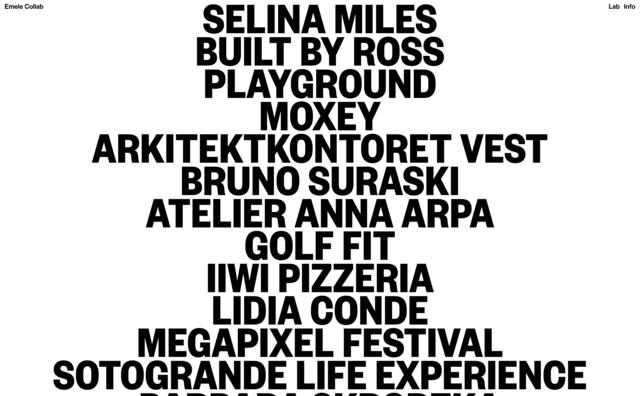 Emele Collab
Lab Info
SELINA MILES
BUILT BY ROSS
PLAYGROUND
MOXEY
ARKITEKTKONTORET VEST
BRUNO SURASKI
ATELIER ANNA ARPA
GOLF FIT
IIWI PIZZERIA
LIDIA CONDE
MEGAPIXEL FESTIVAL
SOTOGRANDE LIFE EXPERIENCE
BARBARA